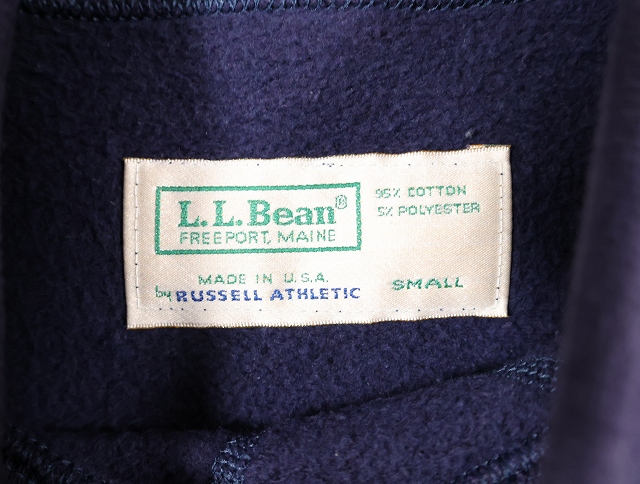 L.L.Bean®
FREEPORT, MAINE
95% COTTON
5% POLYESTER
MADE IN U.S.A.
by RUSSELL ATHLETIC
SMALL